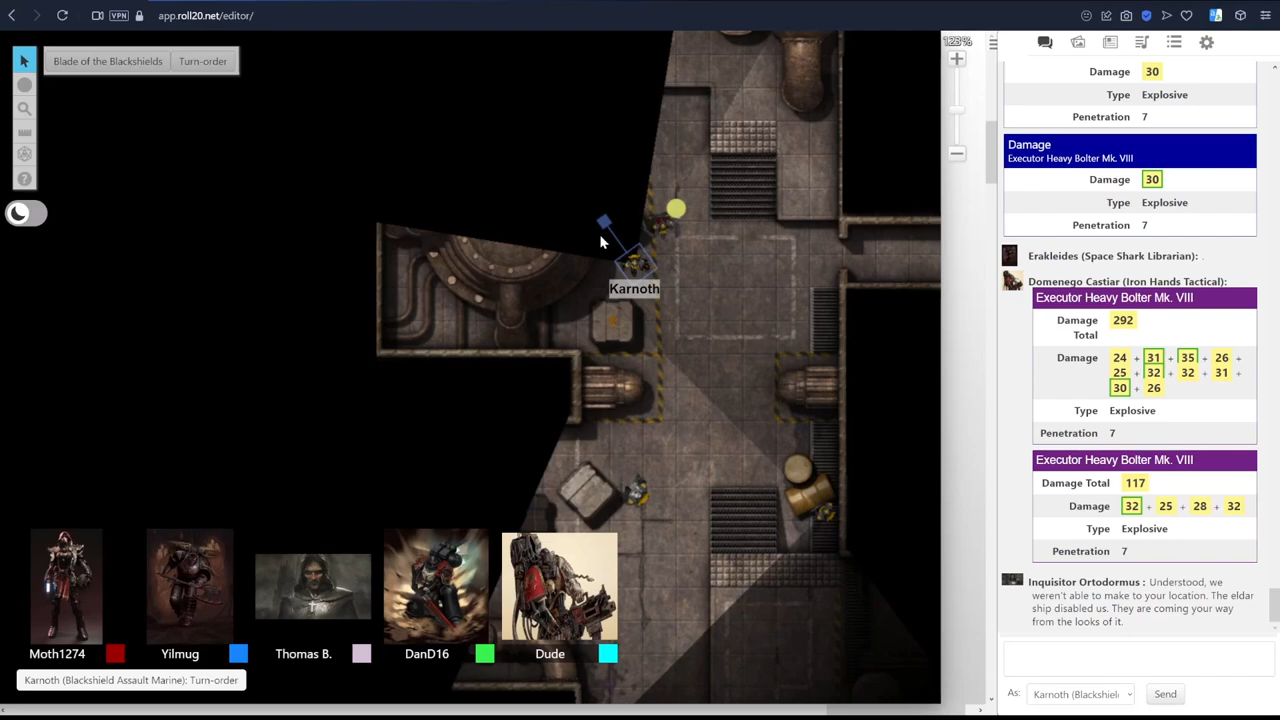 VPN
app.roll20.net/editor/
Blade of the Blackshields
Turn-order
123%
Karnoth
Moth1274
Yilmug
Thomas B.
DanD16
Dude
Karnoth (Blackshield Assault Marine): Turn-order
Damage 30
Type Explosive
Penetration 7
Damage
Executor Heavy Bolter Mk. VIII
Damage 30
Type Explosive
Penetration 7
Erakleides (Space Shark Librarian): .
Domenego Castiar (Iron Hands Tactical):
Executor Heavy Bolter Mk. VIII
Damage 292
Total
Damage 24 + 31 + 35 + 26 +
25 + 32 + 32 + 31 +
30 + 26
Type Explosive
Penetration 7
Executor Heavy Bolter Mk. VIII
Damage Total 117
Damage 32 + 25 + 28 + 32
Type Explosive
Penetration 7
Inquisitor Ortodormus : Understood, we
weren't able to make to your location. The eldar
ship disabled us. They are coming your way
from the looks of it.
As: Karnoth (Blackshiel
Send